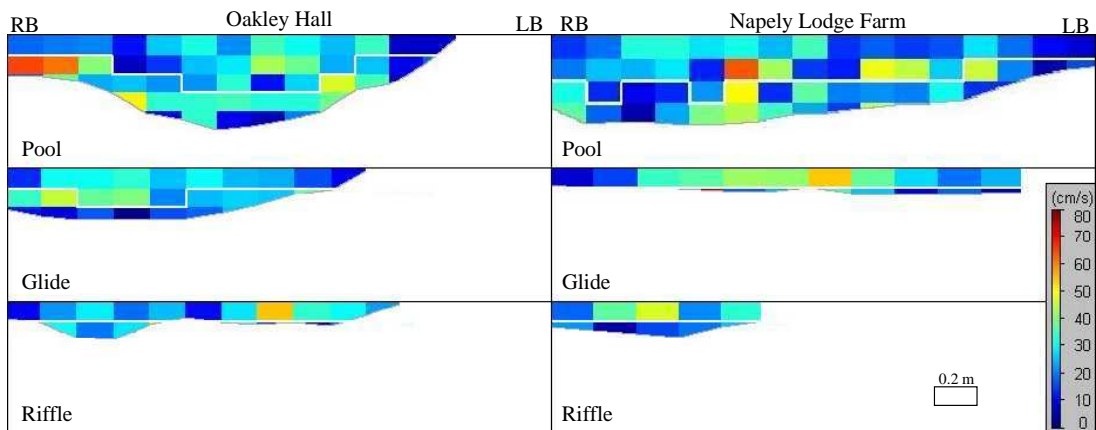 RB Oakley Hall LB RB Napely Lodge Farm LB
Pool Pool
(cm/s)
80
70
60
50
40
30
20
10
0
Glide Glide
0.2 m
Riffle Riffle